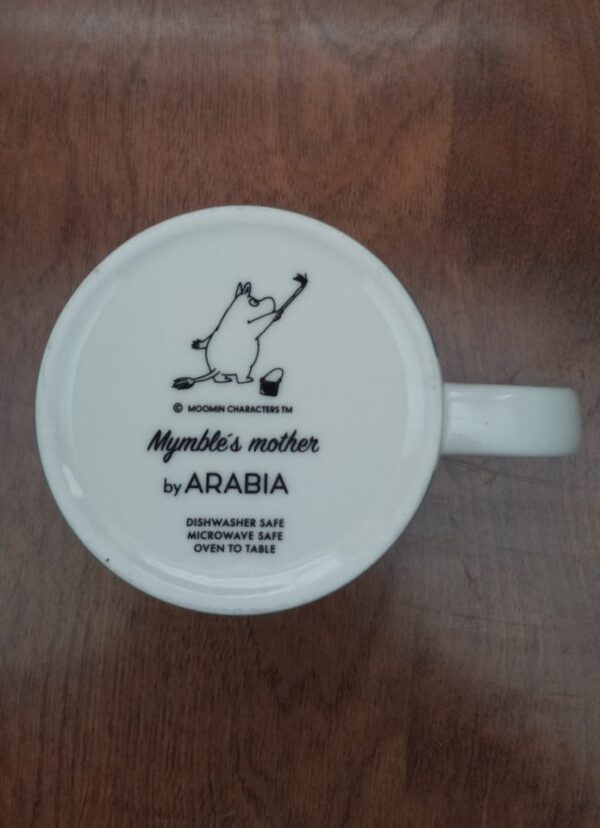 © MOOMIN CHARACTERS TM
Mymble´s mother
by ARABIA
DISHWASHER SAFE
MICROWAVE SAFE
OVEN TO TABLE